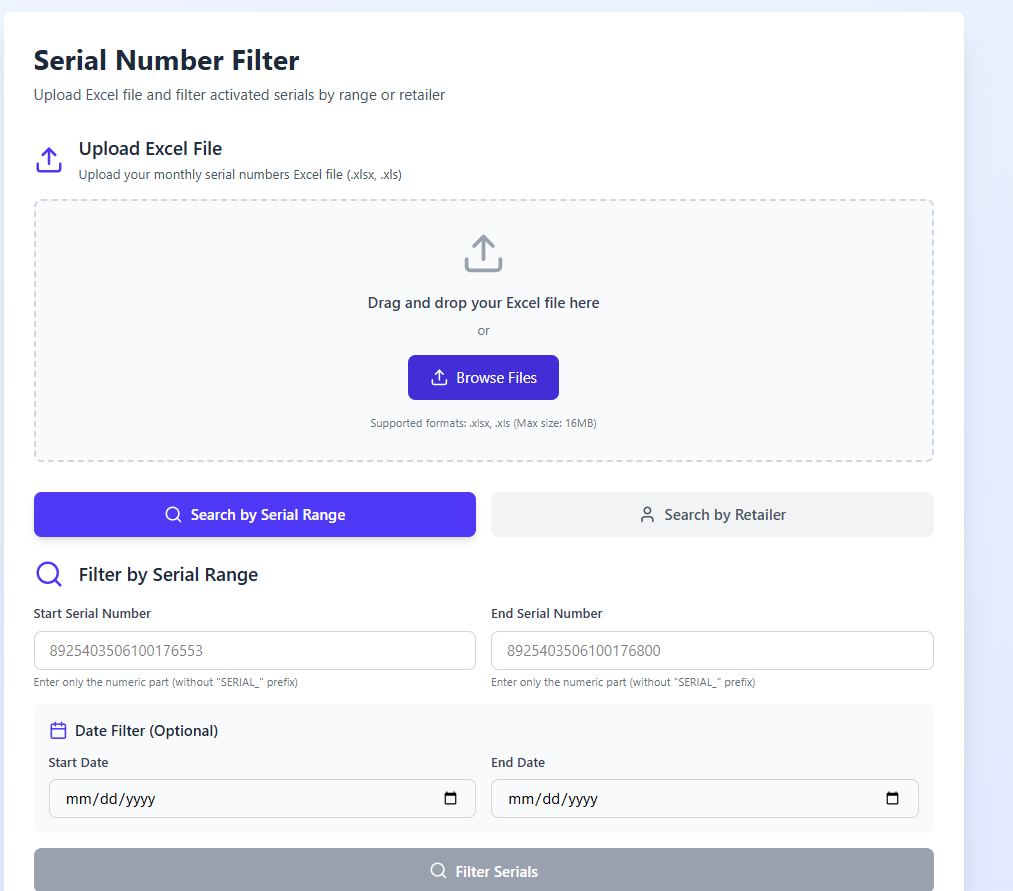 Serial Number Filter
Upload Excel file and filter activated serials by range or retailer
Upload Excel File
Upload your monthly serial numbers Excel file (.xlsx, .xls)
Drag and drop your Excel file here
or
Browse Files
Supported formats: .xlsx, .xls (Max size: 16MB)
Search by Serial Range
Search by Retailer
Filter by Serial Range
Start Serial Number
End Serial Number
8925403506100176553
8925403506100176800
Enter only the numeric part (without "SERIAL_" prefix)
Enter only the numeric part (without "SERIAL_" prefix)
Date Filter (Optional)
Start Date
End Date
mm/dd/yyyy
mm/dd/yyyy
Filter Serials